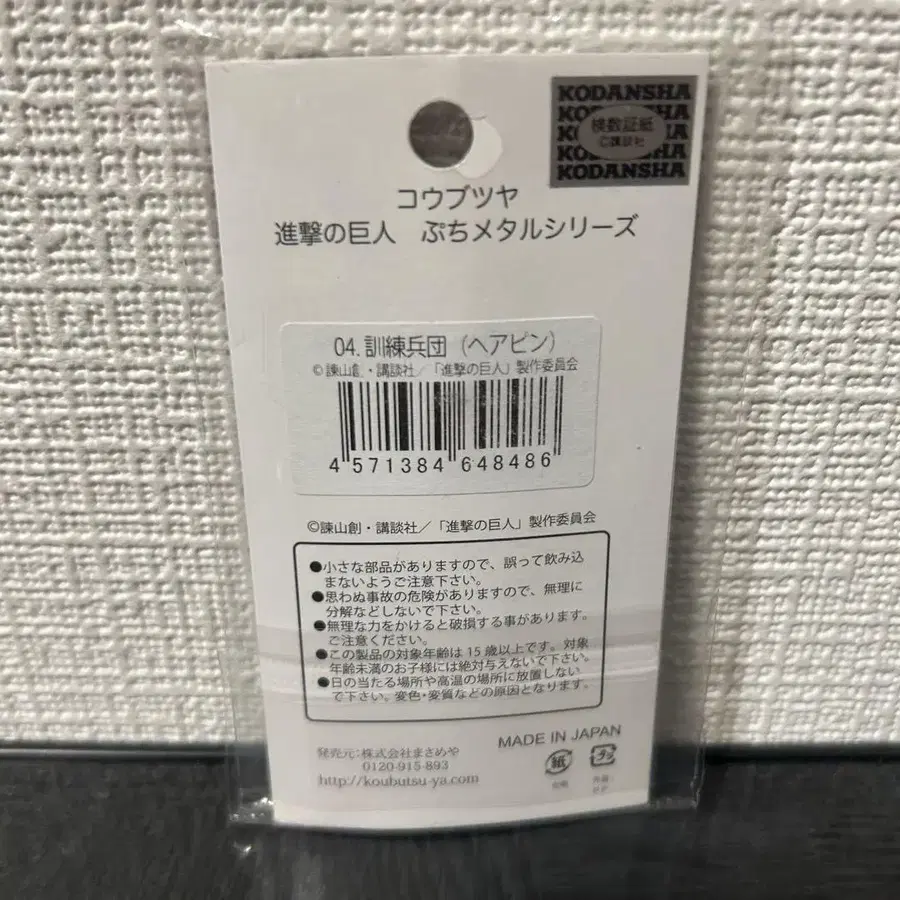 KODANSHA
KODANSHA
検数証紙
©講談社
KODANSHA
KODANSHA
コウブツヤ
進撃の巨人 ぷちメタルシリーズ
04.訓練兵団（ヘアピン）
©諫山創・講談社／「進撃の巨人」製作委員会
4 571384 648486
©諫山創・講談社／「進撃の巨人」製作委員会
●小さな部品がありますので、誤って飲み込
まないようご注意下さい。
●思わぬ事故の危険がありますので、無理に
分解などしないで下さい。
●無理な力をかけると破損する事があります。
ご注意ください。
●この製品の対象年齢は15歳以上です。対象
年齢未満のお子様には絶対与えないで下さい。
●日の当たる場所や高温の場所に放置しない
で下さい。変色・変質などの原因となります。
MADE IN JAPAN
発売元：株式会社まさめや
0120-915-893
http://koubutsu-ya.com
紙
プラ